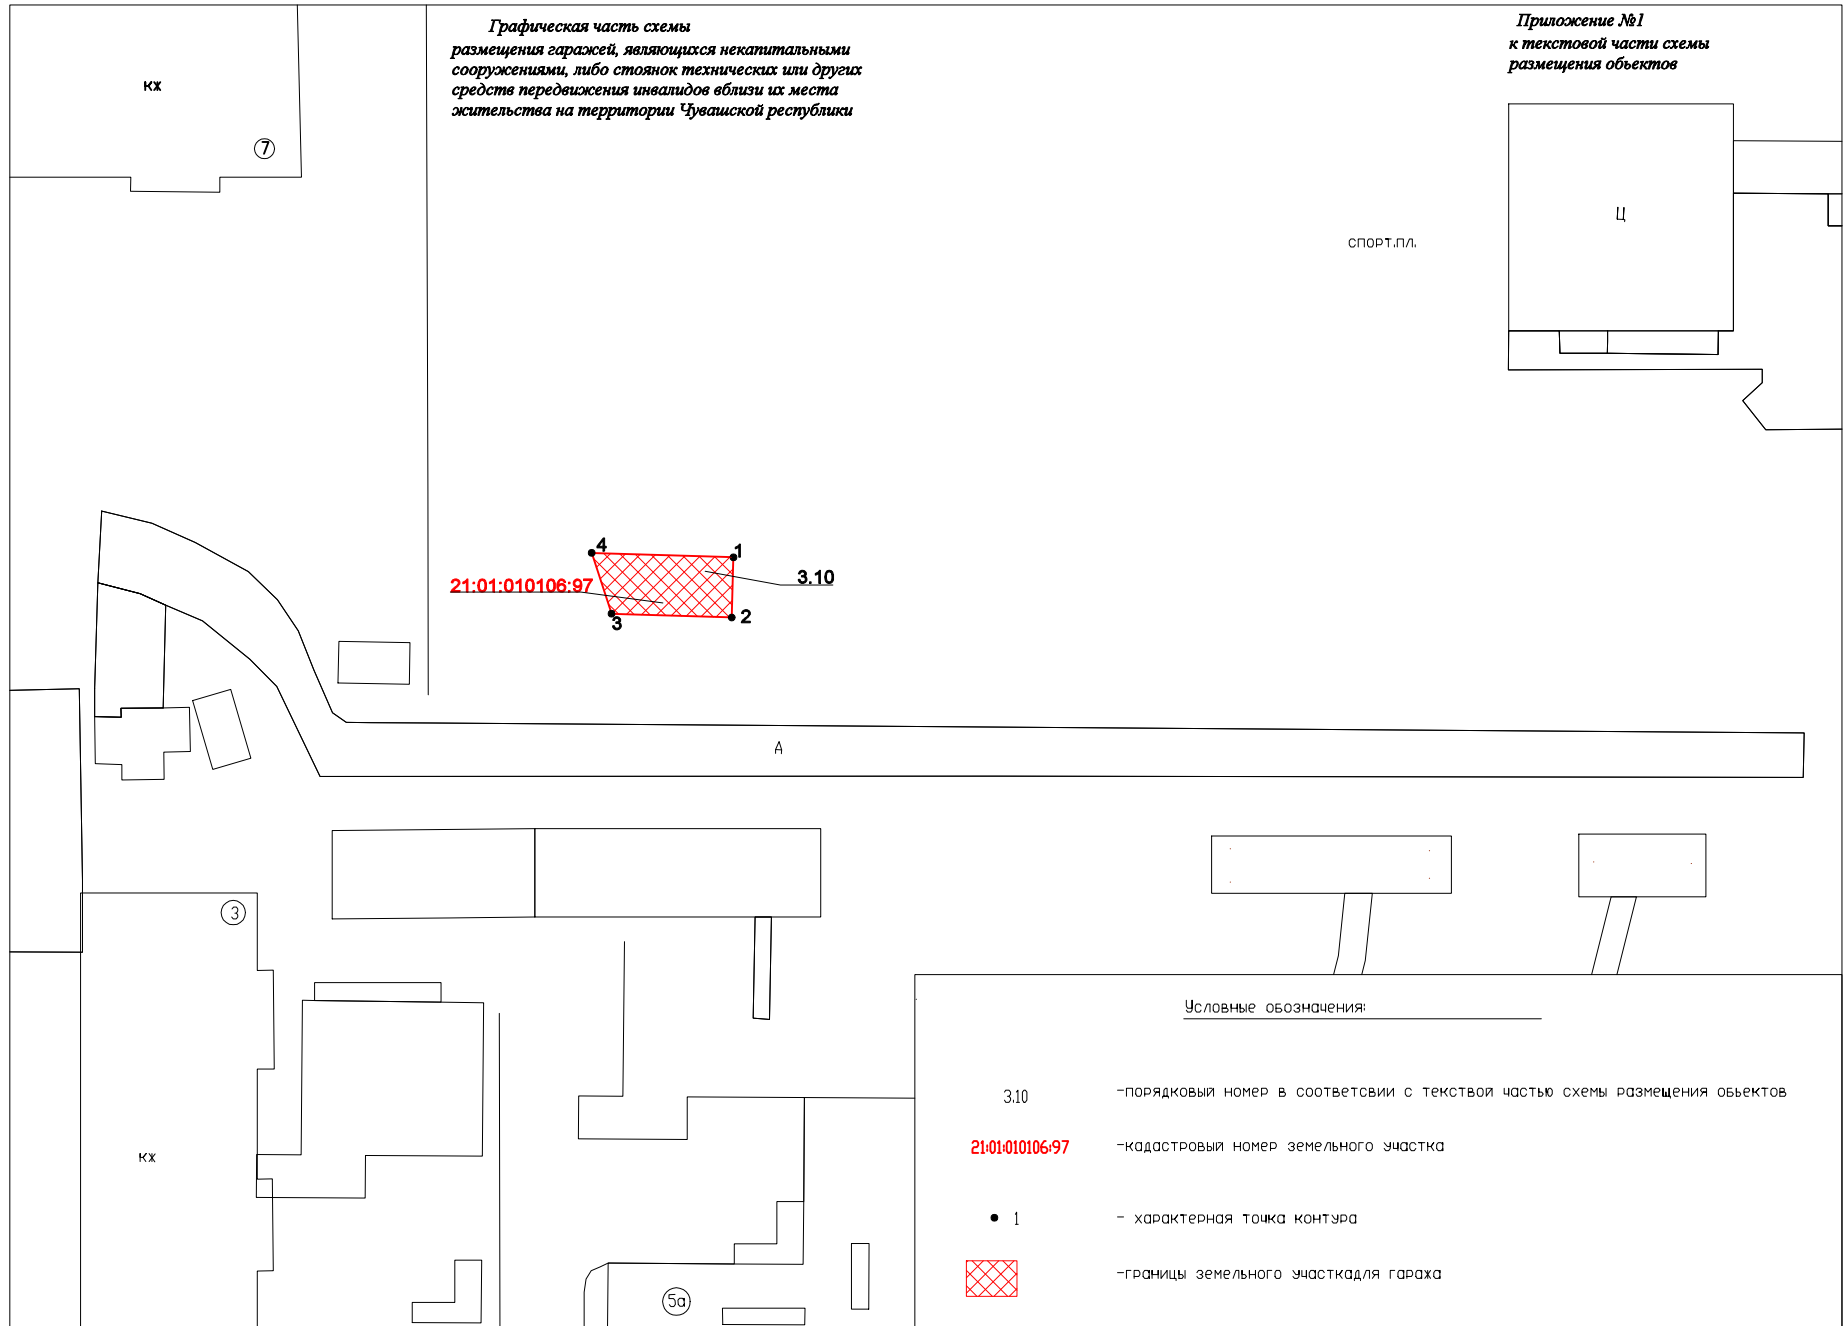 Графическая часть схемы
размещения гаражей, являющихся некапитальными
сооружениями, либо стоянок технических или других
средств передвижения инвалидов вблизи их места
жительства на территории Чувашской республики
Приложение №1
к текстовой части схемы
размещения объектов
кж
7
Ц
спорт.пл.
4
1
21:01:010106:97
3.10
3
2
А
3
кж
5а
Условные обозначения:
3.10
-порядковый номер в соответсвии с текствой частью схемы размещения обьектов
21:01:010106:97
-кадастровый номер земельного участка
1
- характерная точка контура
-границы земельного участкадля гаража